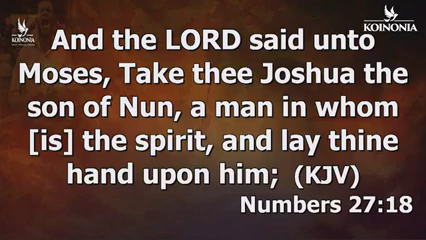 KOINONIA
KOINONIA
And the LORD said unto
Moses, Take thee Joshua the
son of Nun, a man in whom
[is] the spirit, and lay thine
hand upon him; (KJV)
Numbers 27:18